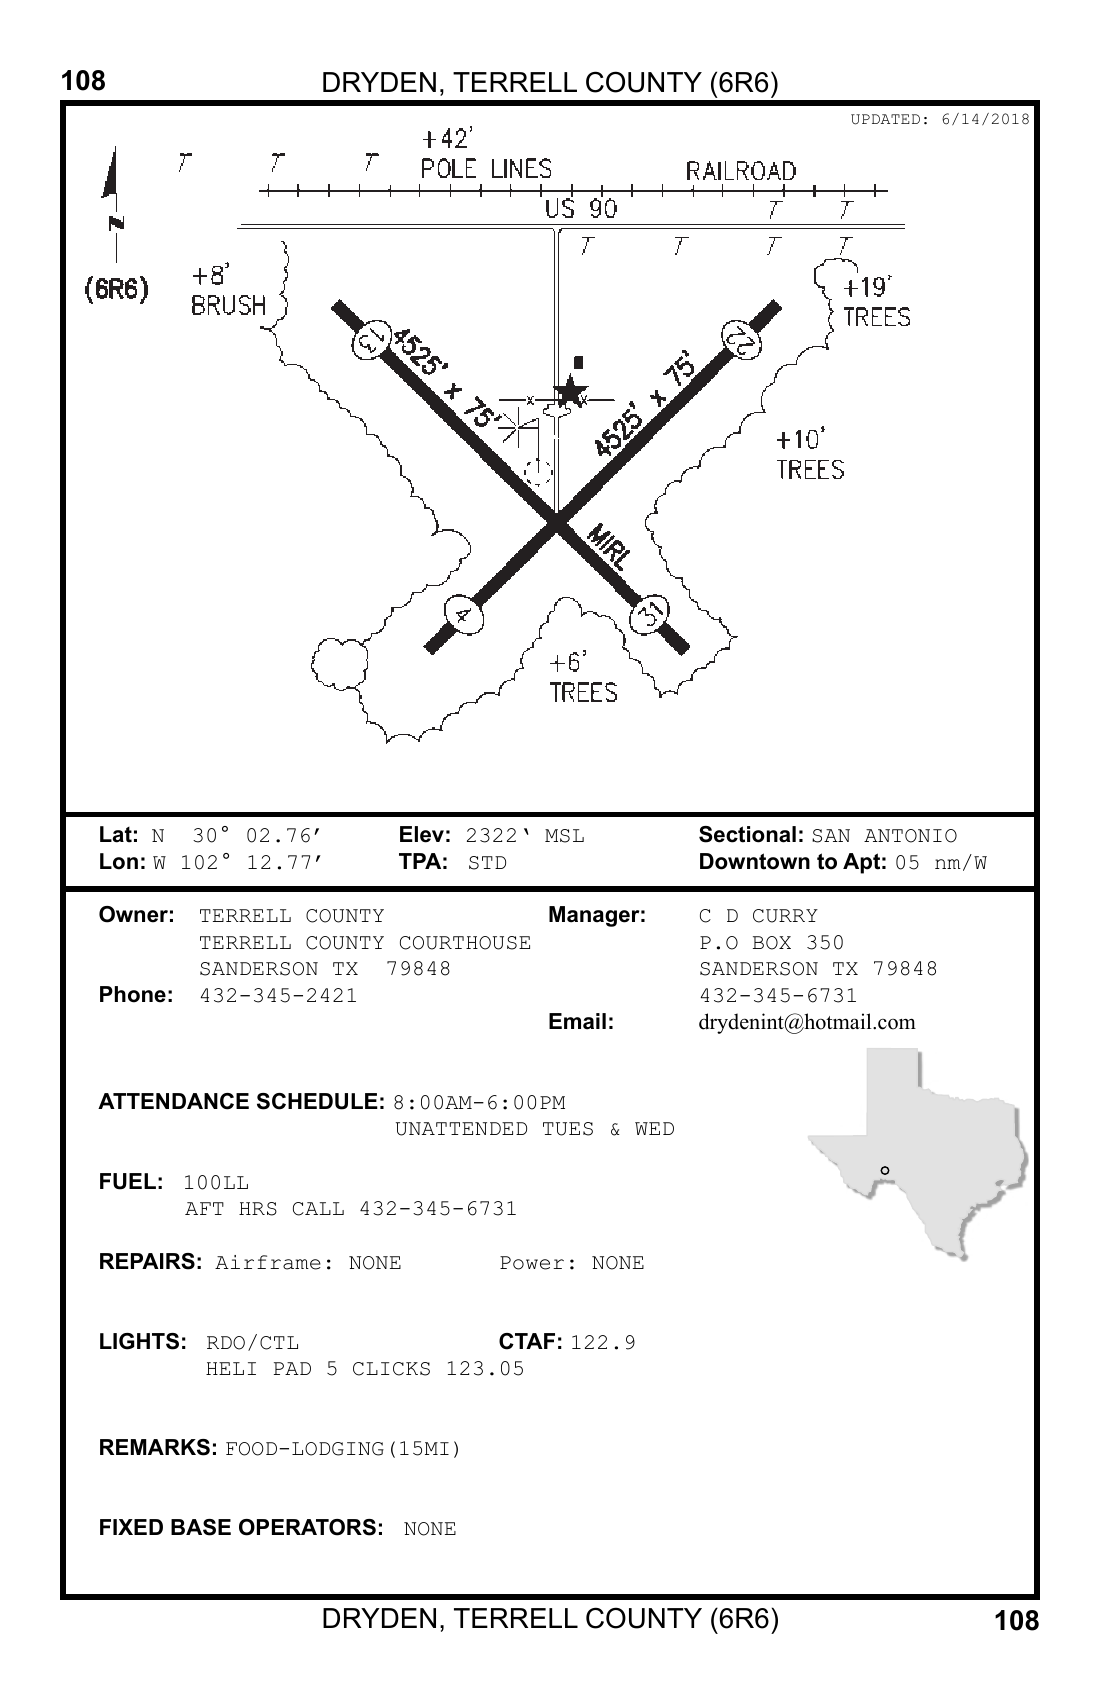 108 DRYDEN, TERRELL COUNTY (6R6)
UPDATED: 6/14/2018
+42'
POLE LINES
RAILROAD
T T T
US 90
T T
N
T T T T
(6R6)
+8'
BRUSH
+19'
TREES
13
22
4525' x 75'
4525' x 75'
x x
+10'
TREES
MIRL
4
31
+6'
TREES
Lat: N 30° 02.76′ Elev: 2322‘ MSL Sectional: SAN ANTONIO
Lon: W 102° 12.77′ TPA: STD Downtown to Apt: 05 nm/W
Owner: TERRELL COUNTY Manager: C D CURRY
TERRELL COUNTY COURTHOUSE P.O BOX 350
SANDERSON TX 79848 SANDERSON TX 79848
Phone: 432-345-2421 432-345-6731
Email: drydenint@hotmail.com
ATTENDANCE SCHEDULE: 8:00AM-6:00PM
UNATTENDED TUES & WED
FUEL: 100LL
AFT HRS CALL 432-345-6731
REPAIRS: Airframe: NONE Power: NONE
LIGHTS: RDO/CTL CTAF: 122.9
HELI PAD 5 CLICKS 123.05
REMARKS: FOOD-LODGING(15MI)
FIXED BASE OPERATORS: NONE
DRYDEN, TERRELL COUNTY (6R6) 108